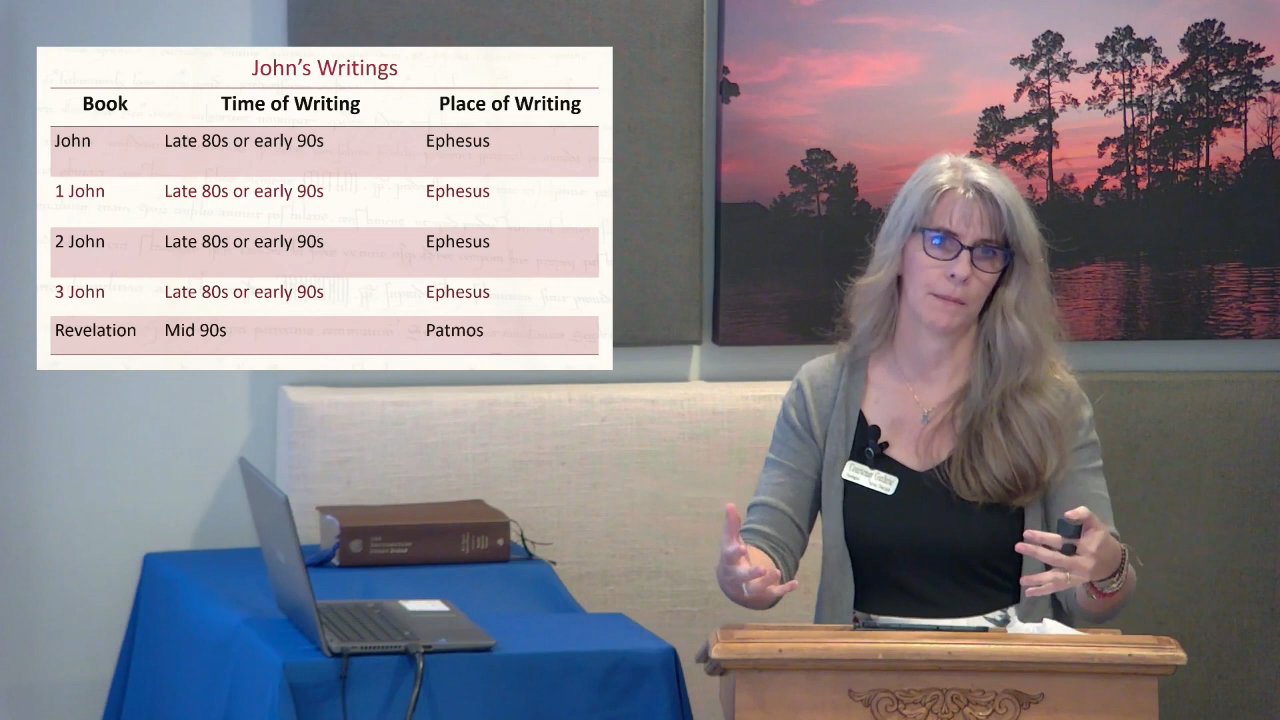 John’s Writings
Book Time of Writing Place of Writing
John Late 80s or early 90s Ephesus
1 John Late 80s or early 90s Ephesus
2 John Late 80s or early 90s Ephesus
3 John Late 80s or early 90s Ephesus
Revelation Mid 90s Patmos